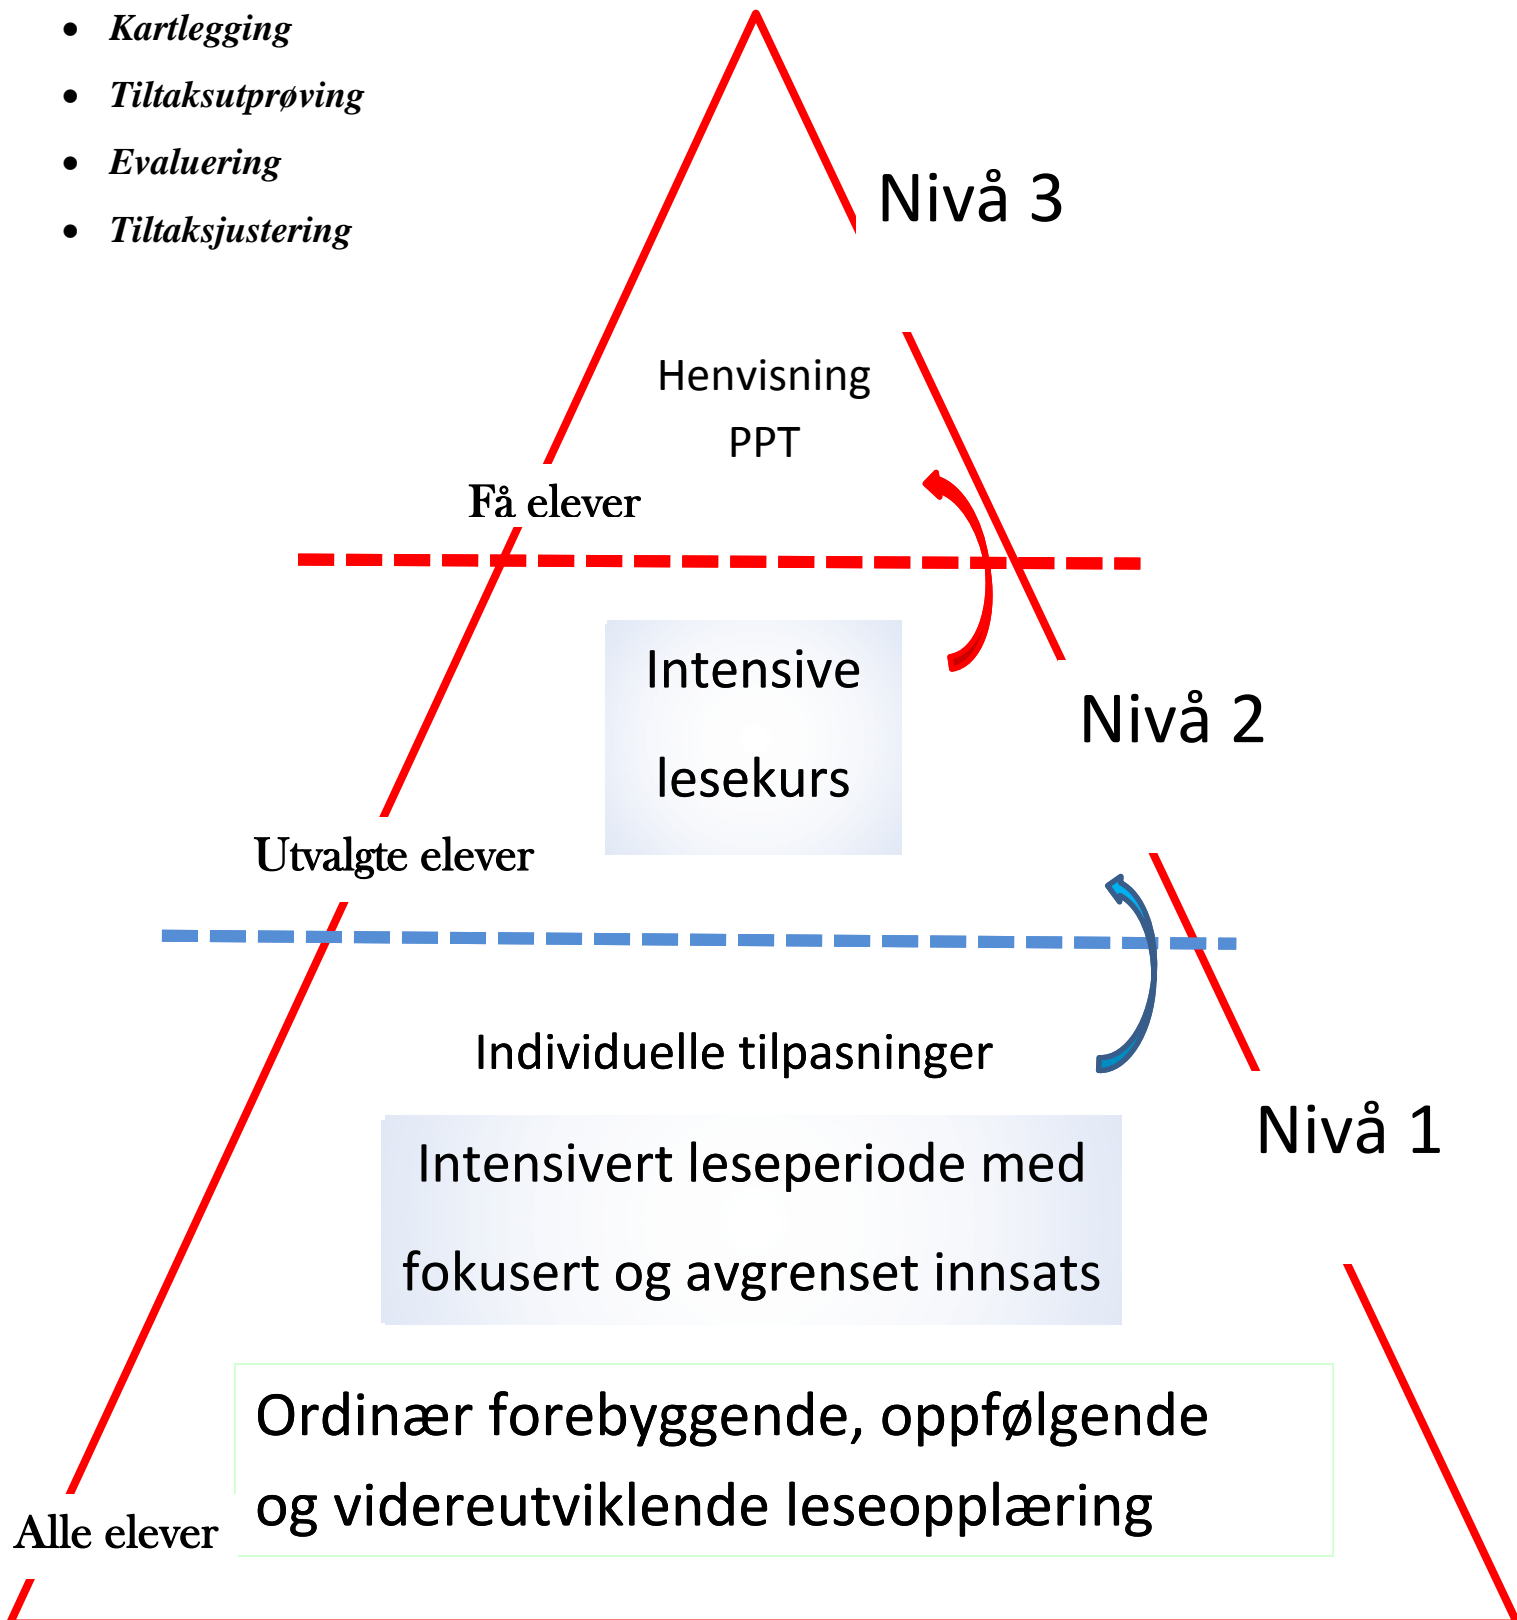 • Kartlegging
• Tiltaksutprøving
• Evaluering
• Tiltaksjustering
Nivå 3
Henvisning
PPT
Få elever
Intensive
lesekurs
Nivå 2
Utvalgte elever
Individuelle tilpasninger
Intensivert leseperiode med
fokusert og avgrenset innsats
Nivå 1
Ordinær forebyggende, oppfølgende
og videreutviklende leseopplæring
Alle elever